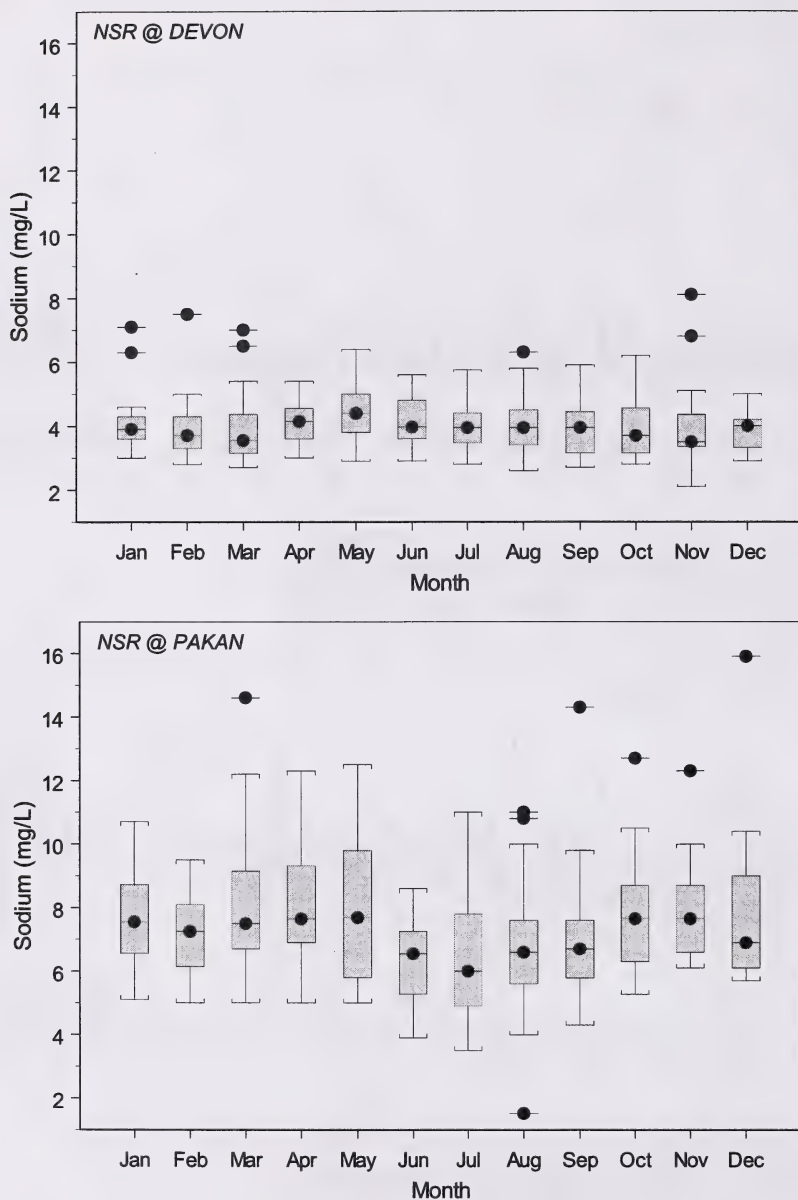 NSR @ DEVON
Sodium (mg/L)
16
14
12
10
8
6
4
2
Jan Feb Mar Apr May Jun Jul Aug Sep Oct Nov Dec
Month
NSR @ PAKAN
Sodium (mg/L)
16
14
12
10
8
6
4
2
Jan Feb Mar Apr May Jun Jul Aug Sep Oct Nov Dec
Month